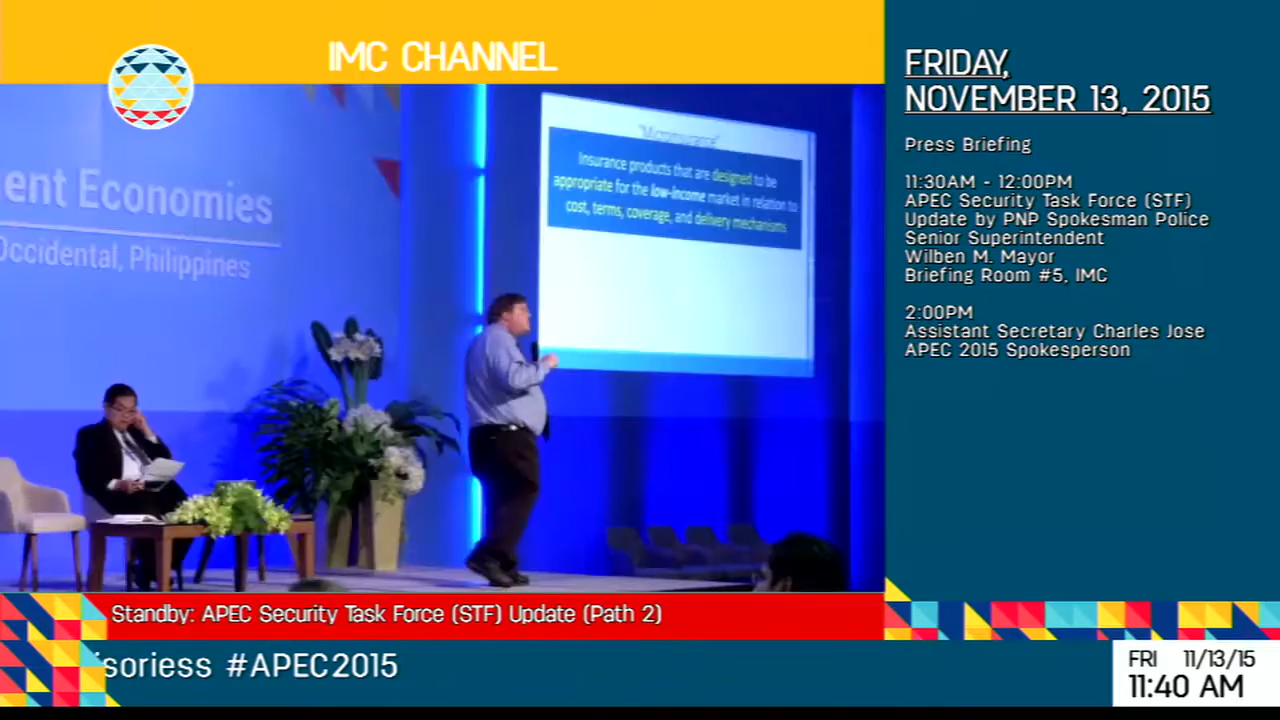 IMC CHANNEL
ent Economies
Occidental, Philippines
"Microinsurance"
Insurance products that are designed to be
appropriate for the low-income market in relation to
cost, terms, coverage, and delivery mechanisms
FRIDAY,
NOVEMBER 13, 2015
Press Briefing
11:30AM - 12:00PM
APEC Security Task Force (STF)
Update by PNP Spokesman Police
Senior Superintendent
Wilben M. Mayor
Briefing Room #5, IMC
2:00PM
Assistant Secretary Charles Jose
APEC 2015 Spokesperson
Standby: APEC Security Task Force (STF) Update (Path 2)
soriess #APEC2015
FRI 11/13/15
11:40 AM